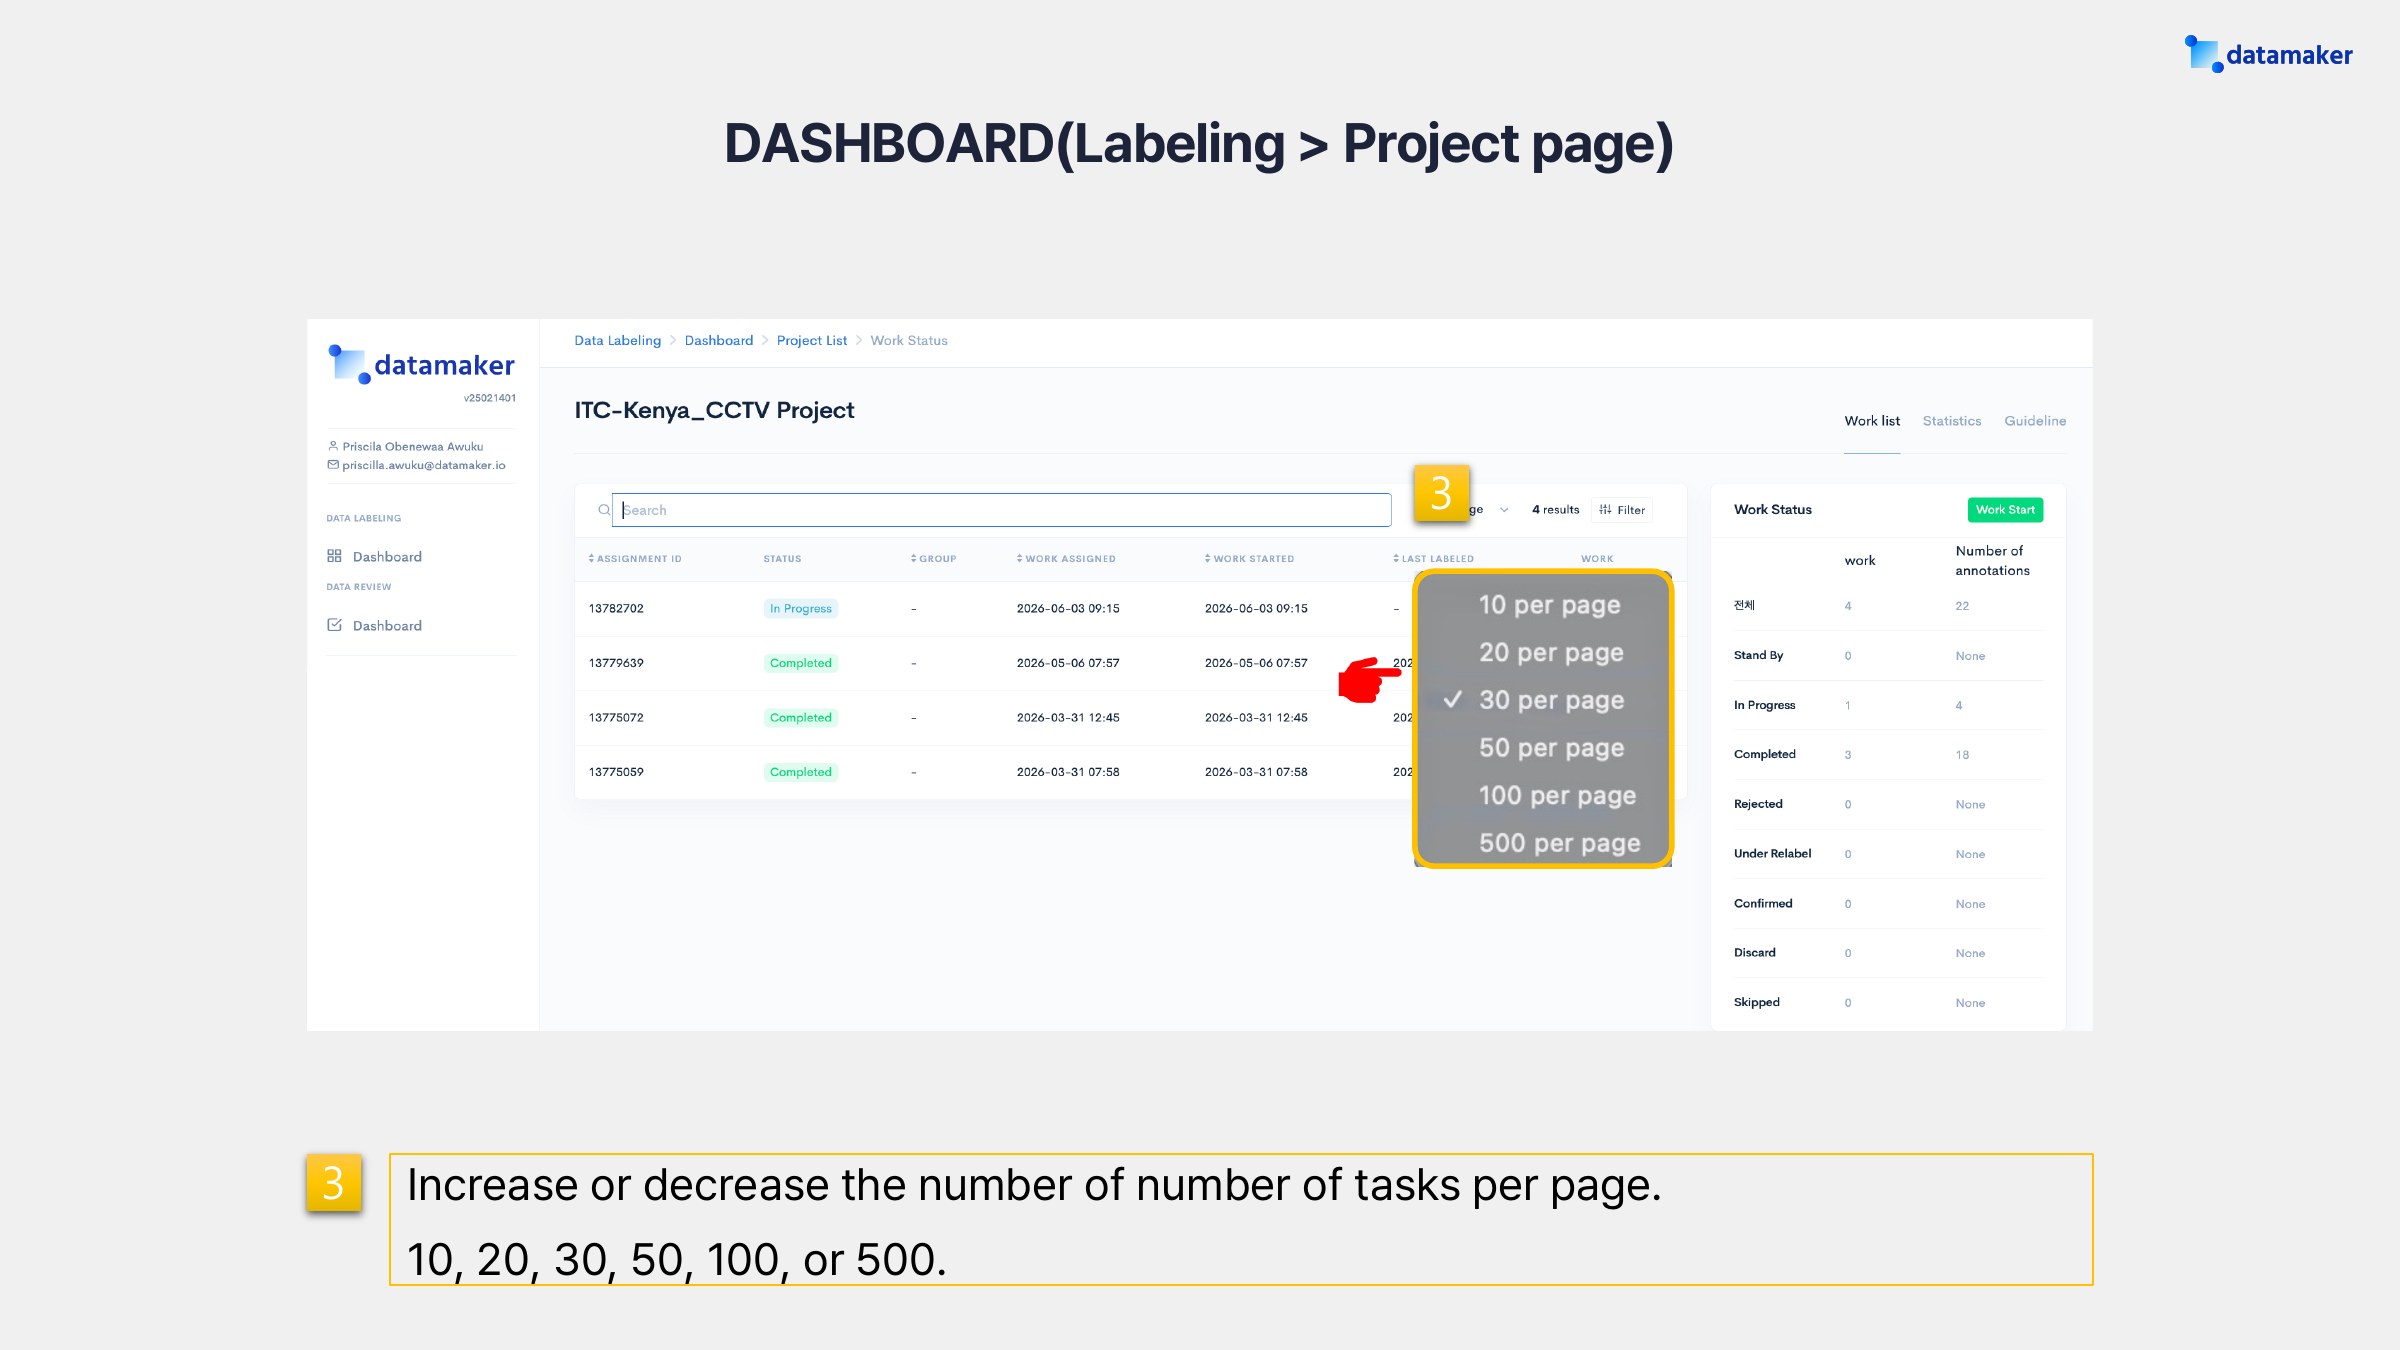 datamaker
DASHBOARD(Labeling > Project page)
datamaker
v25021401
Priscila Obenewaa Awuku
priscilla.awuku@datamaker.io
DATA LABELING
Dashboard
DATA REVIEW
Dashboard
Data Labeling > Dashboard > Project List > Work Status
ITC-Kenya_CCTV Project
Work list Statistics Guideline
Search
3
ge 4 results Filter
ASSIGNMENT ID STATUS GROUP WORK ASSIGNED WORK STARTED LAST LABELED WORK
13782702 In Progress - 2026-06-03 09:15 2026-06-03 09:15 -
13779639 Completed - 2026-05-06 07:57 2026-05-06 07:57 202
13775072 Completed - 2026-03-31 12:45 2026-03-31 12:45 202
13775059 Completed - 2026-03-31 07:58 2026-03-31 07:58 202
10 per page
20 per page
✓ 30 per page
50 per page
100 per page
500 per page
Work Status Work Start
work Number of annotations
전체 4 22
Stand By 0 None
In Progress 1 4
Completed 3 18
Rejected 0 None
Under Relabel 0 None
Confirmed 0 None
Discard 0 None
Skipped 0 None
3
Increase or decrease the number of number of tasks per page.
10, 20, 30, 50, 100, or 500.